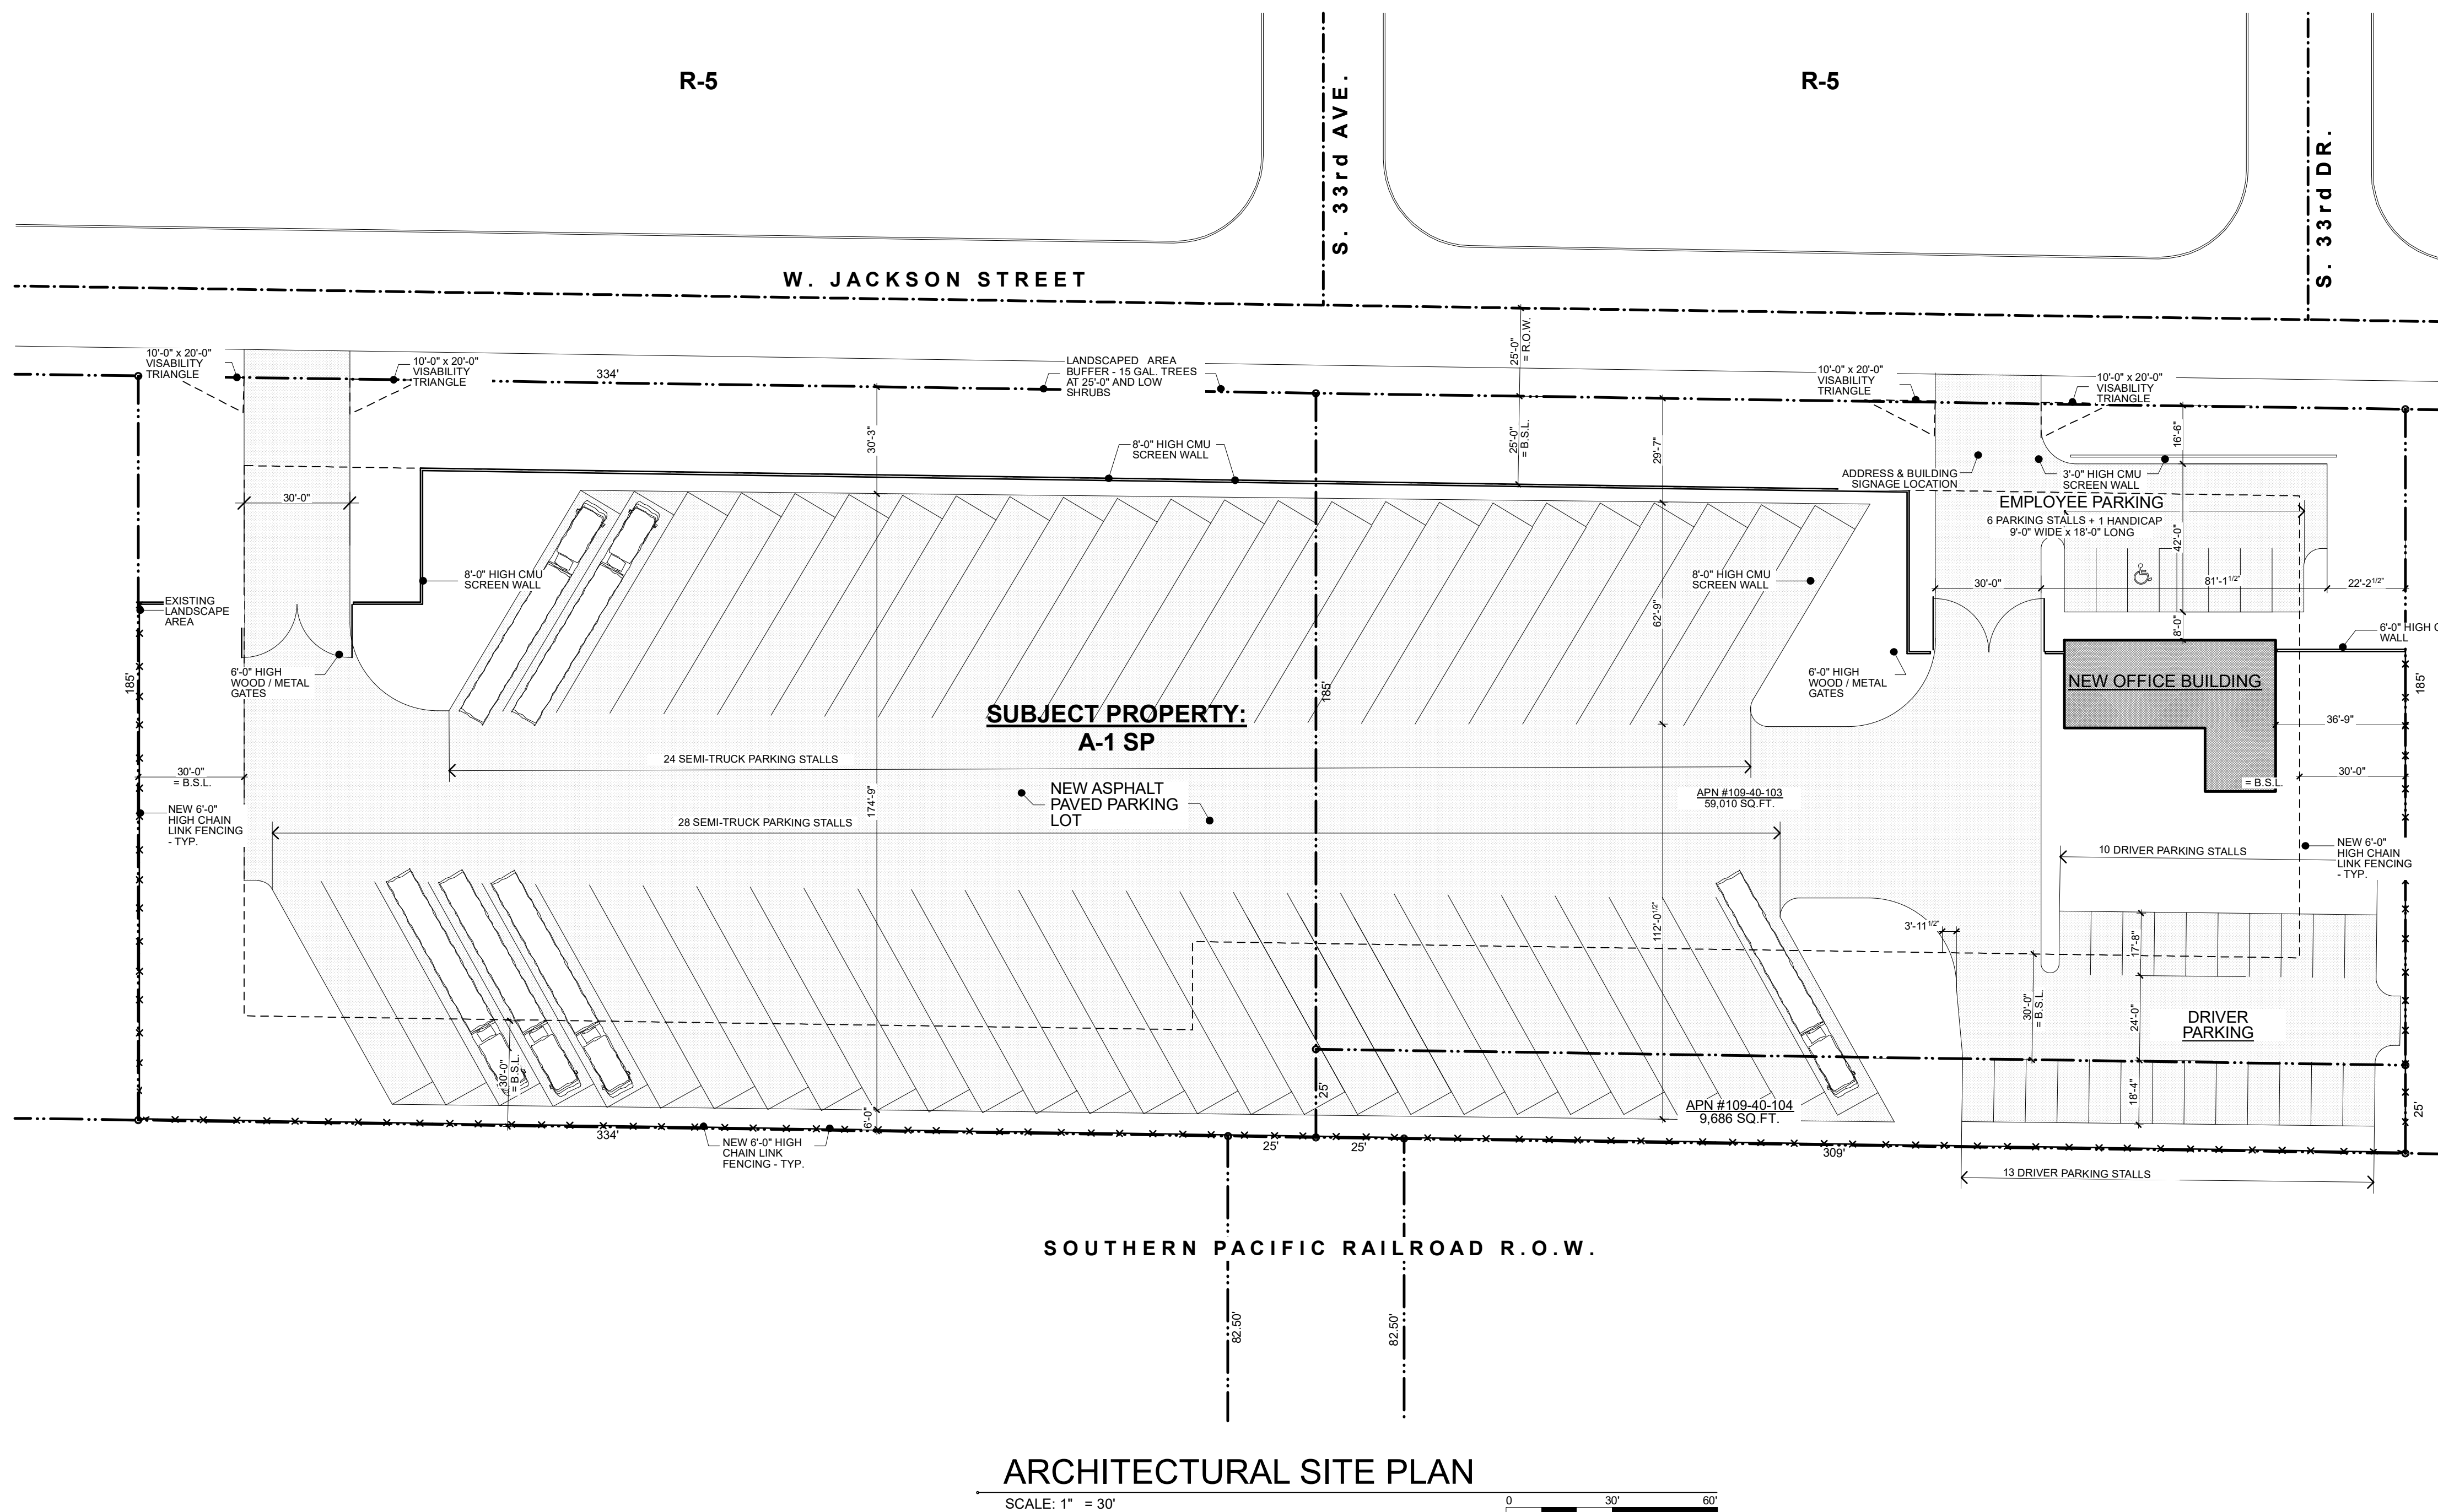 R-5
R-5
S. 33rd AVE.
S. 33rd DR.
W. JACKSON STREET
10'-0" x 20'-0"
VISABILITY
TRIANGLE
10'-0" x 20'-0"
VISABILITY
TRIANGLE
334'
LANDSCAPED AREA
BUFFER - 15 GAL. TREES
AT 25'-0" AND LOW
SHRUBS
25'-0"
= R.O.W.
10'-0" x 20'-0"
VISABILITY
TRIANGLE
10'-0" x 20'-0"
VISABILITY
TRIANGLE
30'-3"
8'-0" HIGH CMU
SCREEN WALL
25'-0"
= B.S.L.
29'-7"
16'-6"
ADDRESS & BUILDING
SIGNAGE LOCATION
3'-0" HIGH CMU
SCREEN WALL
30'-0"
EMPLOYEE PARKING
6 PARKING STALLS + 1 HANDICAP
9'-0" WIDE x 18'-0" LONG
42'-0"
8'-0" HIGH CMU
SCREEN WALL
8'-0" HIGH CMU
SCREEN WALL
30'-0"
81'-1 1/2"
22'-2 1/2"
EXISTING
LANDSCAPE
AREA
62'-9"
8'-0"
6'-0" HIGH C
WALL
185'
6'-0" HIGH
WOOD / METAL
GATES
185'
6'-0" HIGH
WOOD / METAL
GATES
NEW OFFICE BUILDING
185'
SUBJECT PROPERTY:
A-1 SP
36'-9"
24 SEMI-TRUCK PARKING STALLS
30'-0"
= B.S.L.
30'-0"
= B.S.L.
174'-9"
NEW ASPHALT
PAVED PARKING
LOT
APN #109-40-103
59,010 SQ.FT.
NEW 6'-0"
HIGH CHAIN
LINK FENCING
- TYP.
28 SEMI-TRUCK PARKING STALLS
10 DRIVER PARKING STALLS
NEW 6'-0"
HIGH CHAIN
LINK FENCING
- TYP.
112'-0 1/2"
3'-11 1/2"
17'-8"
30'-0"
= B.S.L.
24'-0"
DRIVER
PARKING
30'-0"
= B.S.L.
25'
18'-4"
25'
APN #109-40-104
9,686 SQ.FT.
6'-0"
334'
NEW 6'-0" HIGH
CHAIN LINK
FENCING - TYP.
25'
25'
309'
13 DRIVER PARKING STALLS
SOUTHERN PACIFIC RAILROAD R.O.W.
82.50'
82.50'
ARCHITECTURAL SITE PLAN
SCALE: 1" = 30'
0
30'
60'